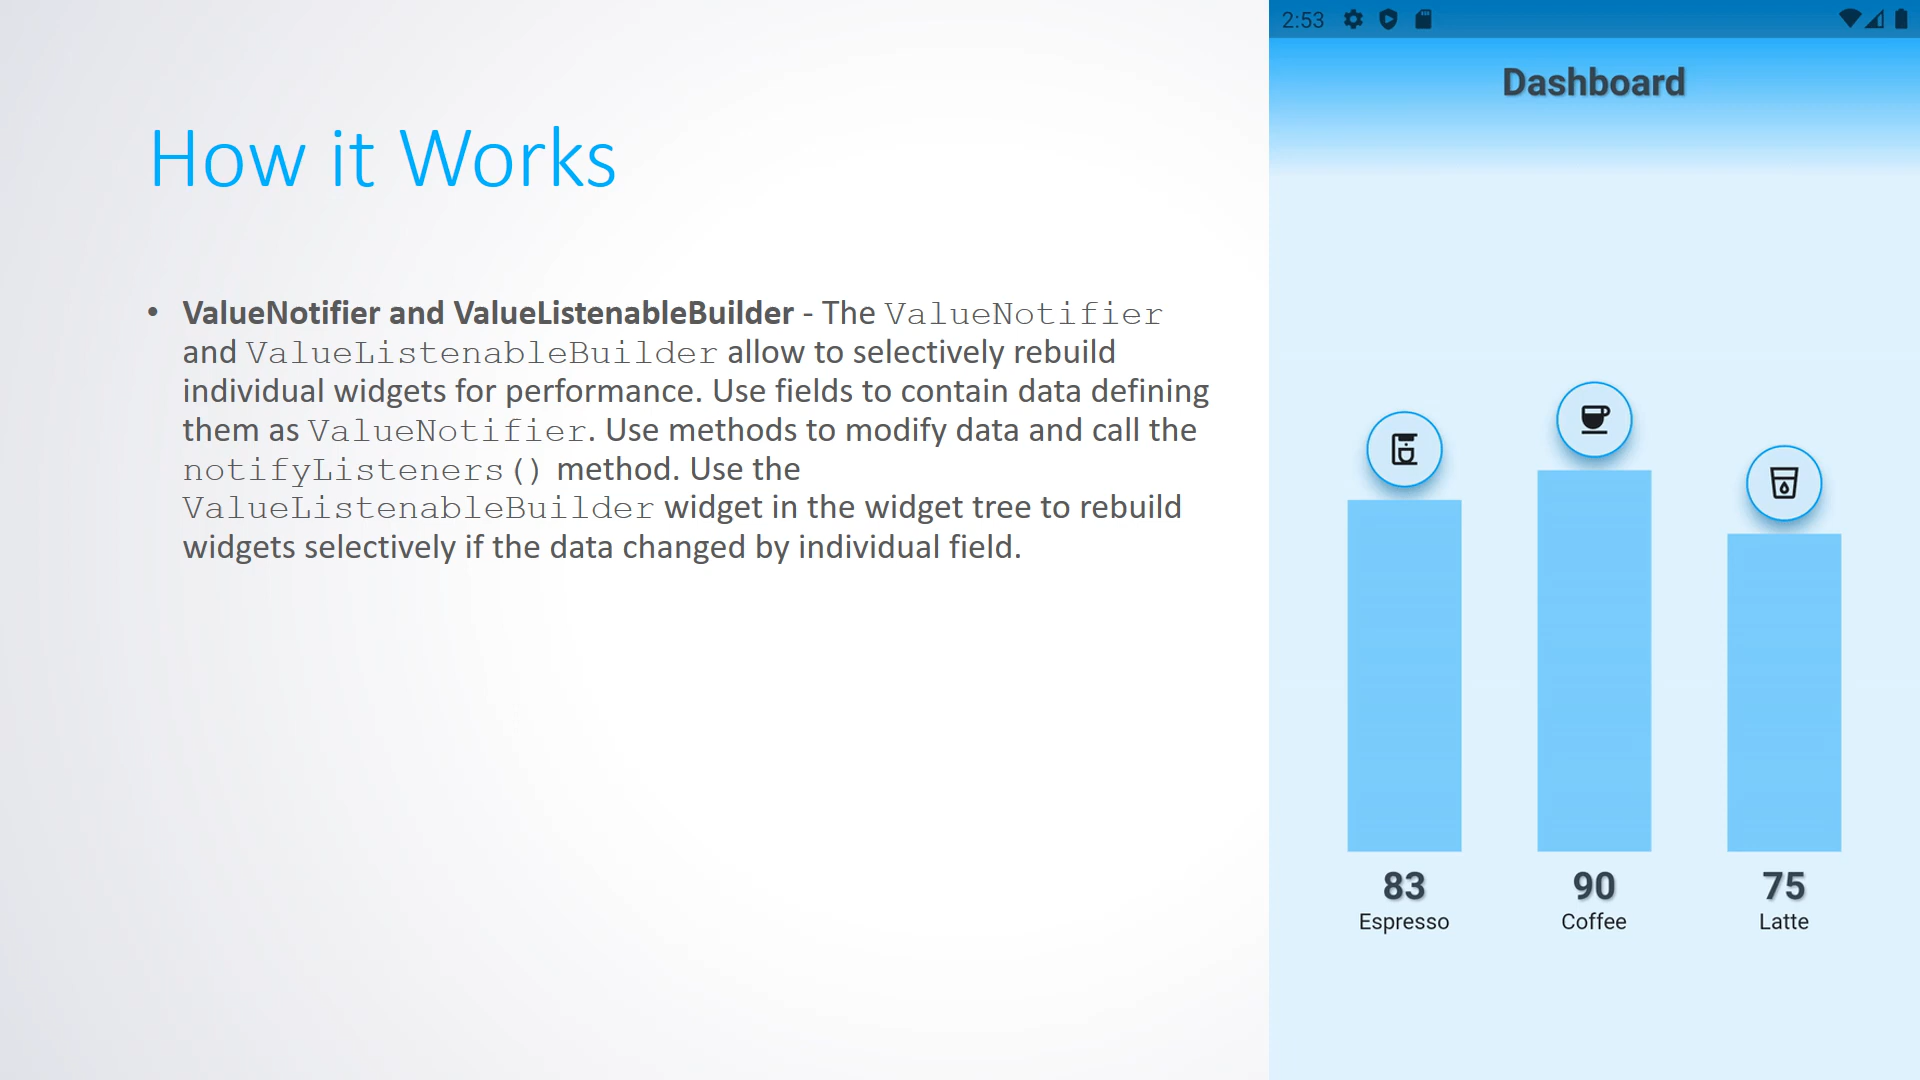 How it Works
• ValueNotifier and ValueListenableBuilder - The ValueNotifier
and ValueListenableBuilder allow to selectively rebuild
individual widgets for performance. Use fields to contain data defining
them as ValueNotifier. Use methods to modify data and call the
notifyListeners() method. Use the
ValueListenableBuilder widget in the widget tree to rebuild
widgets selectively if the data changed by individual field.
2:53
Dashboard
83 90 75
Espresso Coffee Latte